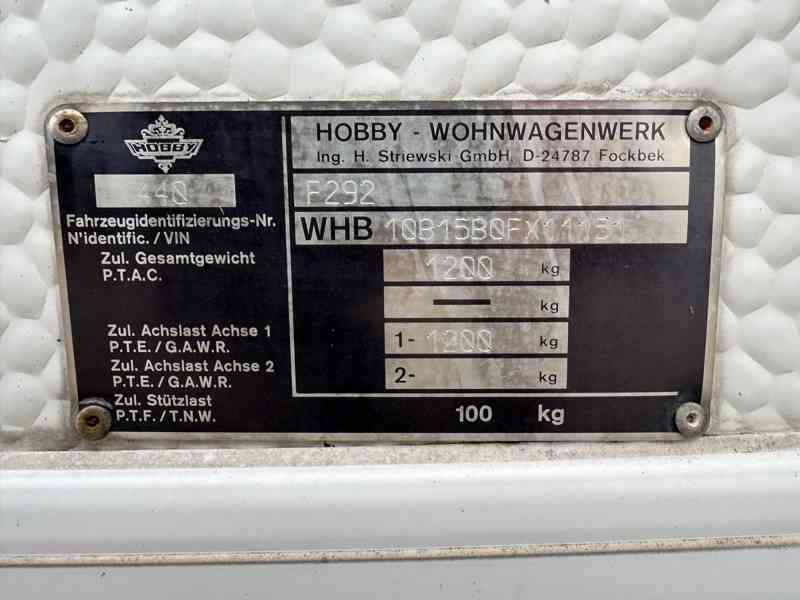 HOBBY
HOBBY - WOHNWAGENWERK
Ing. H. Striewski GmbH, D-24787 Fockbek
440
F292
Fahrzeugidentifizierungs-Nr.
N'identific. / VIN
WHB
Zul. Gesamtgewicht
P.T.A.C.
1200 kg
— kg
Zul. Achslast Achse 1
P.T.E. / G.A.W.R.
1- 1200 kg
Zul. Achslast Achse 2
P.T.E. / G.A.W.R.
2- kg
Zul. Stützlast
P.T.F. / T.N.W.
100 kg